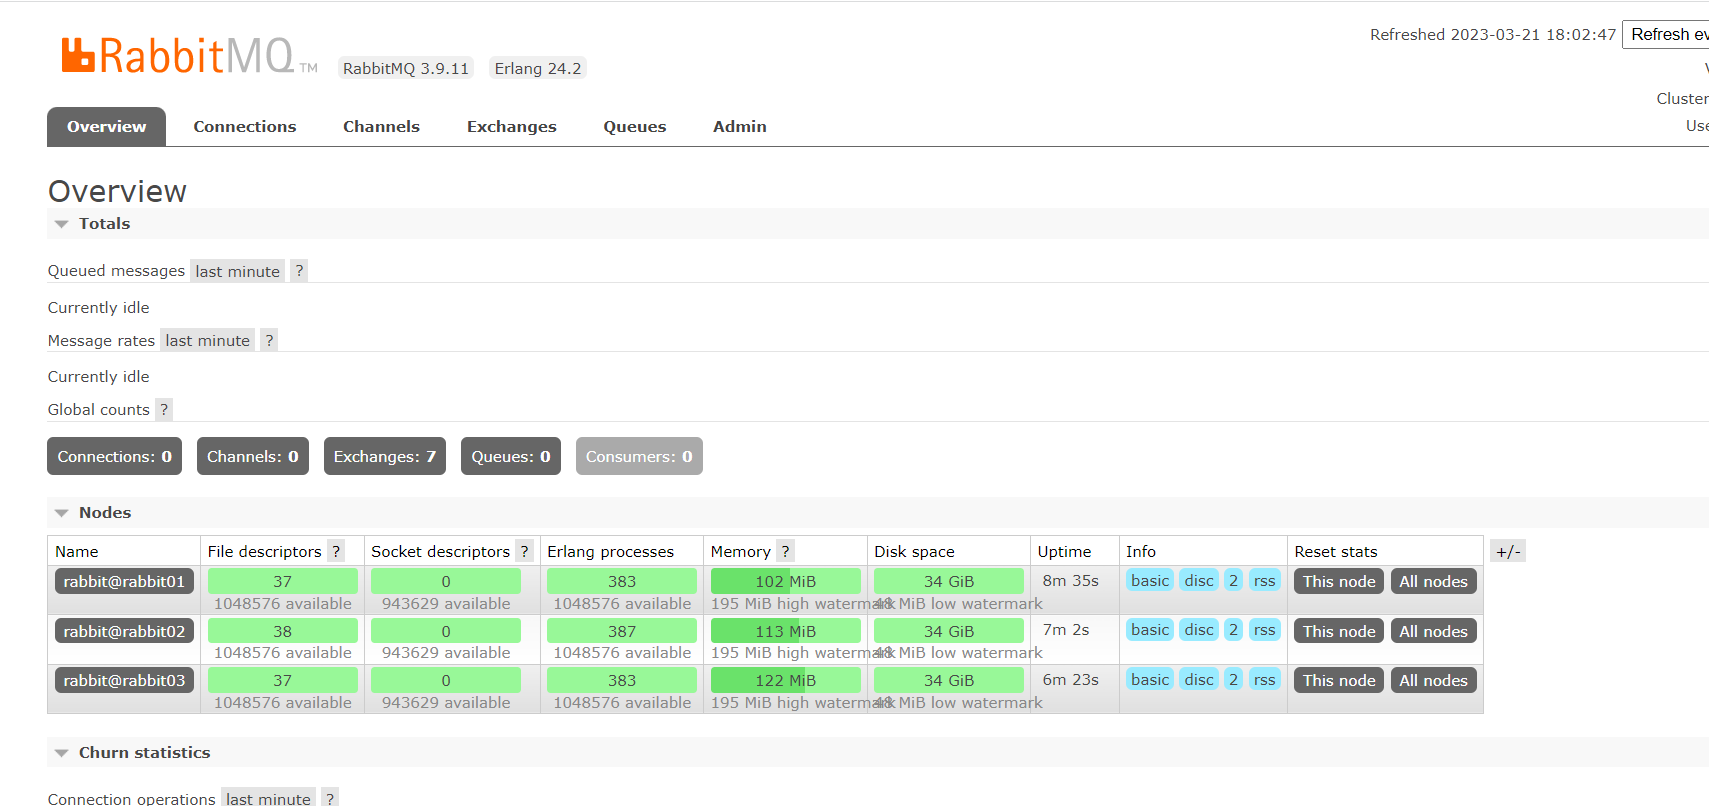 Refreshed 2023-03-21 18:02:47 Refresh ev
RabbitMQ TM RabbitMQ 3.9.11 Erlang 24.2
V
Cluster
Use
Overview Connections Channels Exchanges Queues Admin
Overview
Totals
Queued messages last minute ?
Currently idle
Message rates last minute ?
Currently idle
Global counts ?
Connections: 0 Channels: 0 Exchanges: 7 Queues: 0 Consumers: 0
Nodes
Name File descriptors ? Socket descriptors ? Erlang processes Memory ? Disk space Uptime Info Reset stats +/-
rabbit@rabbit01 37 0 383 102 MiB 34 GiB 8m 35s basic disc 2 rss This node All nodes
1048576 available 943629 available 1048576 available 195 MiB high watermark 48 MiB low watermark
rabbit@rabbit02 38 0 387 113 MiB 34 GiB 7m 2s basic disc 2 rss This node All nodes
1048576 available 943629 available 1048576 available 195 MiB high watermark 48 MiB low watermark
rabbit@rabbit03 37 0 383 122 MiB 34 GiB 6m 23s basic disc 2 rss This node All nodes
1048576 available 943629 available 1048576 available 195 MiB high watermark 48 MiB low watermark
Churn statistics
Connection operations last minute ?